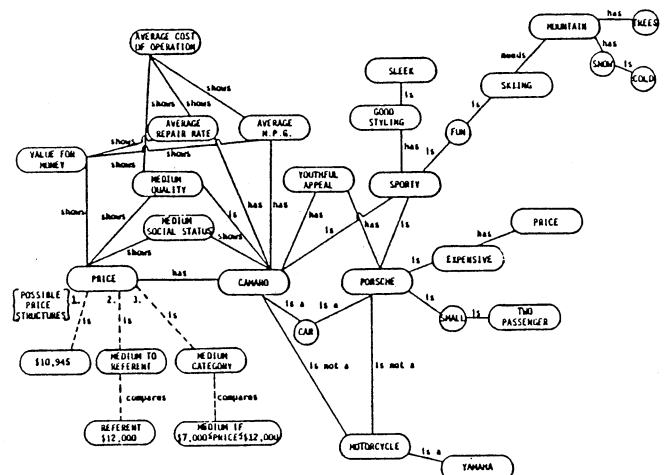 AVERAGE COST
OF OPERATION
MOUNTAIN
has
TREES
has
SNOW
is
COLD
needs
SLEEK
is
SKIING
shows
shows
shows
GOOD
STYLING
is
FUN
AVERAGE
REPAIR RATE
AVERAGE
M.P.G.
shows
VALUE FOR
MONEY
shows
shows
has
is
YOUTHFUL
APPEAL
SPORTY
MEDIUM
QUALITY
is
has
has
shows
shows
MEDIUM
SOCIAL STATUS
shows
has
has
is
is
PRICE
has
shows
EXPENSIVE
is
PRICE
has
CAMARO
PORSCHE
[POSSIBLE
PRICE
STRUCTURES]
1.
2.
3.
is
is
is
is a
is a
CAR
is
SMALL
is
TWO
PASSENGER
$10,945
MEDIUM TO
REFERENT
MEDIUM
CATEGORY
is not a
is not a
compares
compares
REFERENT
$12,000
MEDIUM IF
$7,000≤PRICE≤$12,000
MOTORCYCLE
is a
YAMAHA